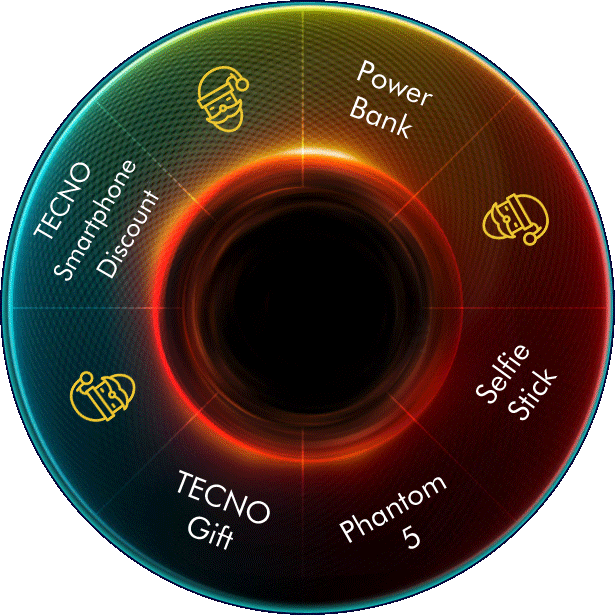 Power
Bank
Selfie
Stick
Phantom
5
TECNO
Gift
TECNO
Smartphone
Discount